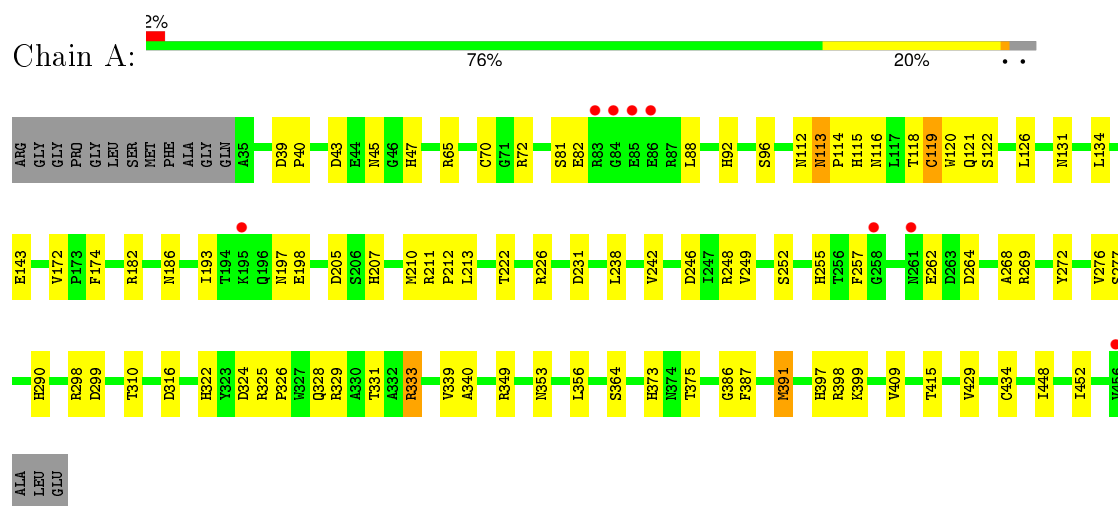 2%
Chain A:
76% 20% • •
ARG GLY GLY PRO GLY LEU SER MET PHE ALA GLY GLN A35 D39 P40 D43 E44 N45 G46 H47 R65 C70 G71 R72 S81 E82 R83 G84 E85 E86 R87 L88 H92 S96 N112 N113 P114 H115 N116 L117 T118 C119 W120 Q121 S122 L126 N131 L134
E143 V172 P173 F174 R182 N186 I193 T194 K195 Q196 N197 E198 D205 S206 H207 M210 R211 P212 L213 T222 R226 D231 L238 V242 D246 I247 R248 V249 S252 H255 T256 F257 G258 N261 E262 D263 D264 A268 R269 Y272 V276 S277
H290 R298 D299 T310 D316 H322 Y323 D324 R325 P326 W327 Q328 R329 A330 T331 A332 R333 V339 A340 R349 N353 L356 S364 H373 N374 T375 G386 F387 M391 H397 R398 K399 V409 T415 V429 C434 I448 I452 V456
ALA LEU GLU